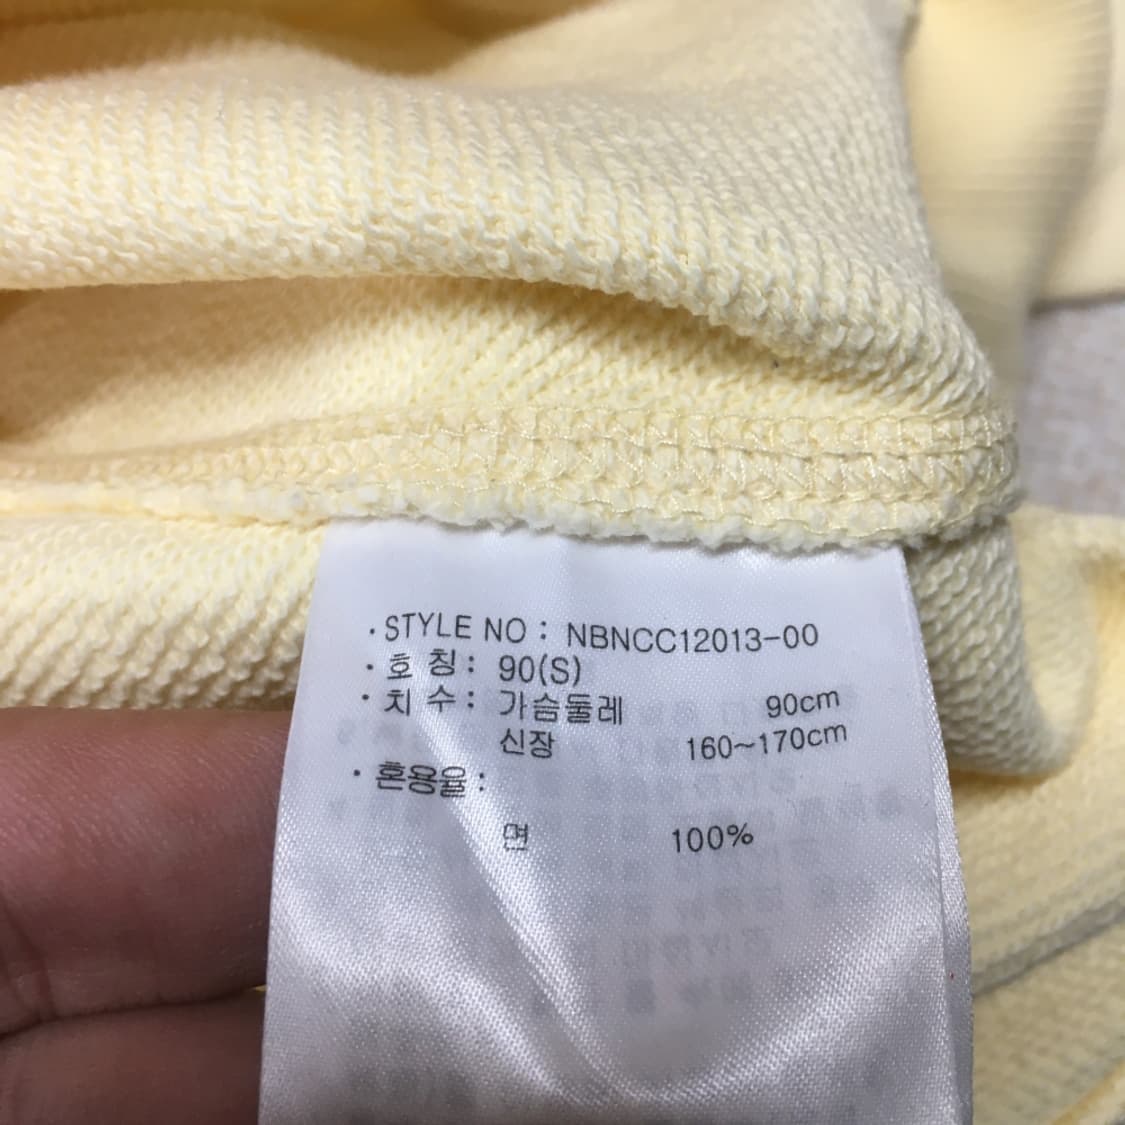 · STYLE NO : NBNCC12013-00
· 호 칭 : 90(S)
· 치 수 : 가슴둘레 90cm
신장 160~170cm
· 혼용율 :
면 100%